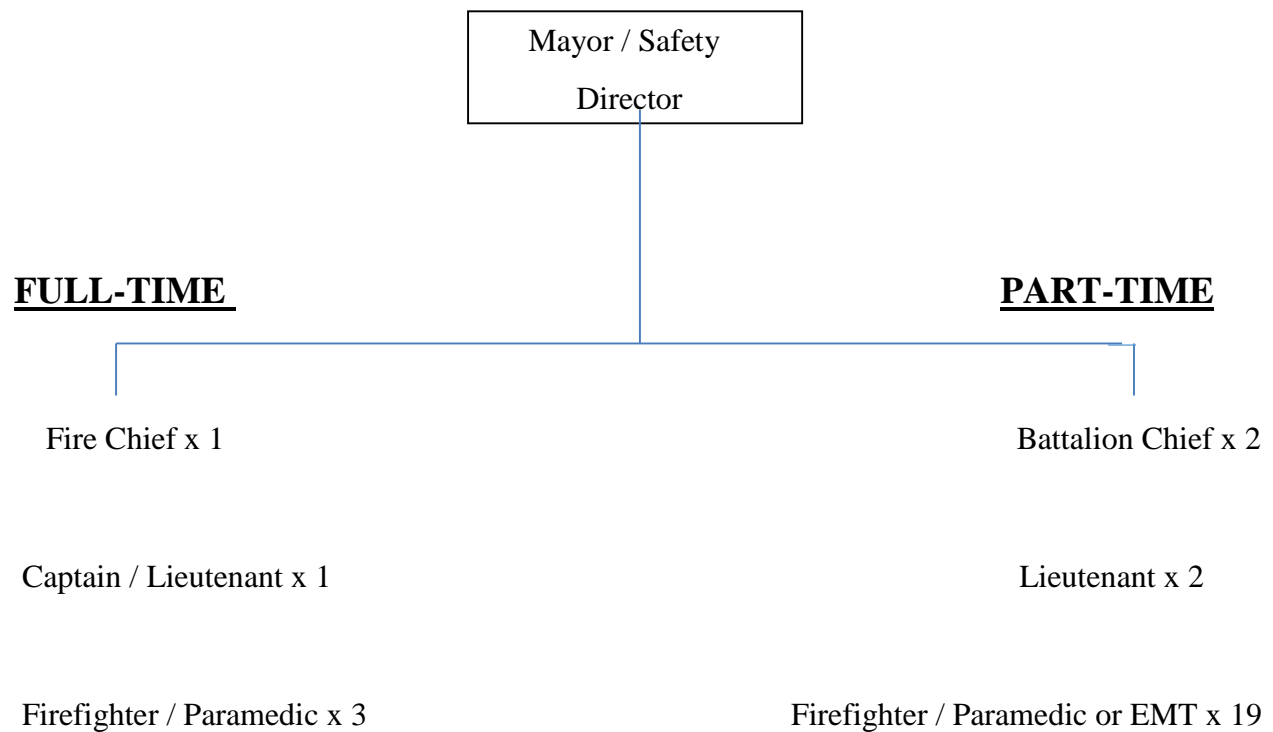 Mayor / Safety
Director
FULL-TIME
PART-TIME
Fire Chief x 1
Battalion Chief x 2
Captain / Lieutenant x 1
Lieutenant x 2
Firefighter / Paramedic x 3
Firefighter / Paramedic or EMT x 19